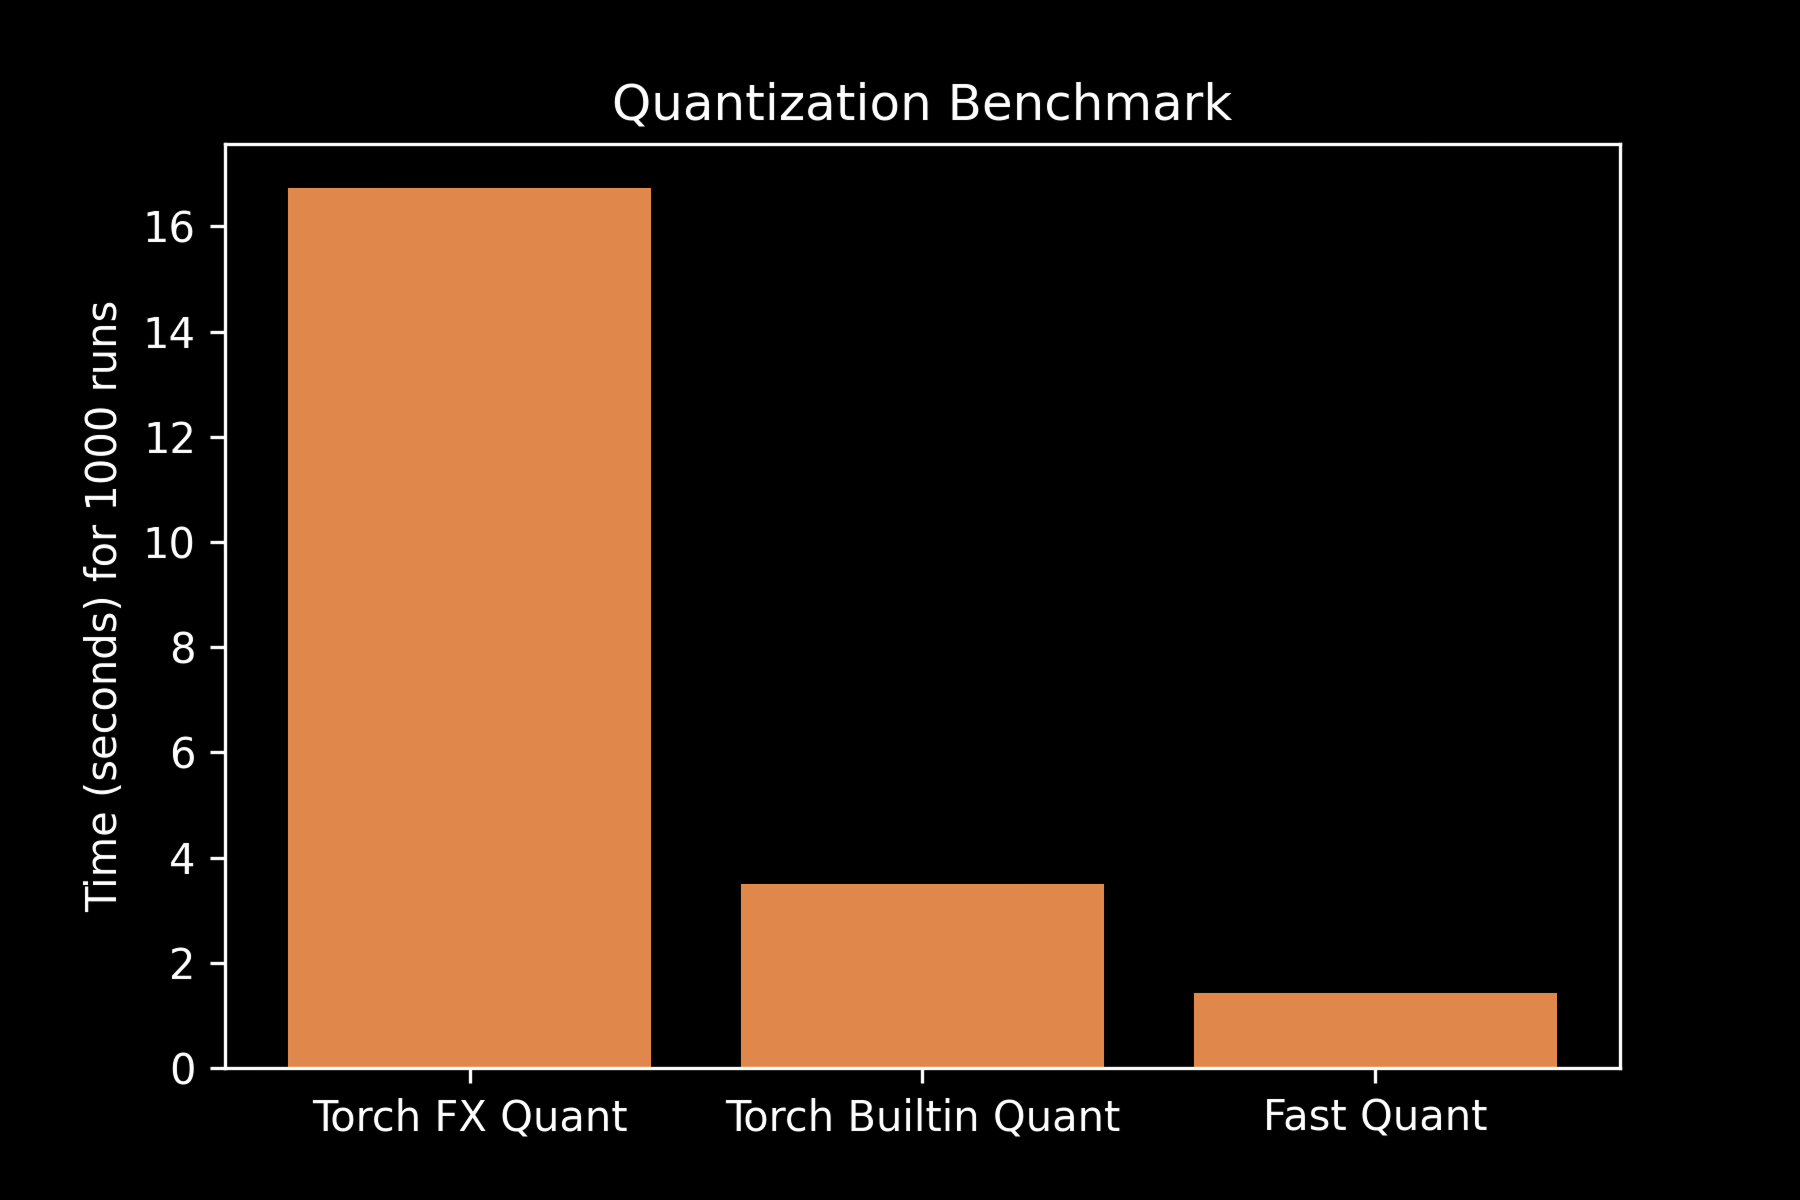 Quantization Benchmark
Time (seconds) for 1000 runs
16
14
12
10
8
6
4
2
0
Torch FX Quant
Torch Builtin Quant
Fast Quant